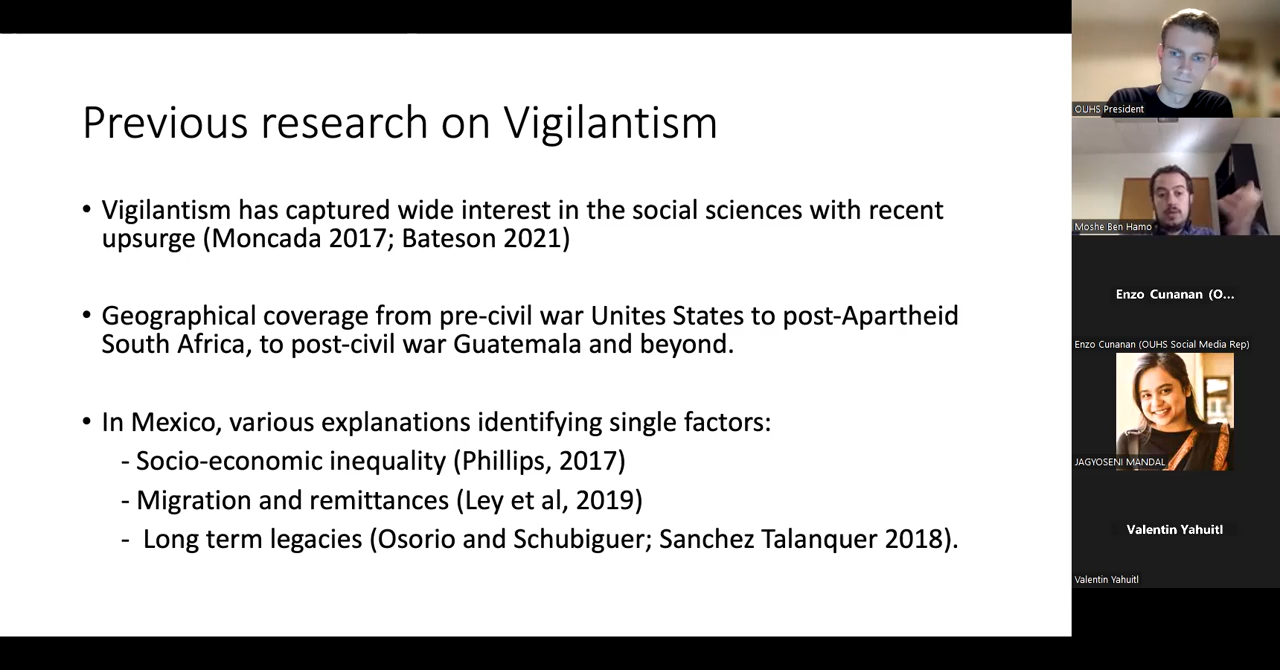 Previous research on Vigilantism
• Vigilantism has captured wide interest in the social sciences with recent
upsurge (Moncada 2017; Bateson 2021)
• Geographical coverage from pre-civil war Unites States to post-Apartheid
South Africa, to post-civil war Guatemala and beyond.
• In Mexico, various explanations identifying single factors:
- Socio-economic inequality (Phillips, 2017)
- Migration and remittances (Ley et al, 2019)
- Long term legacies (Osorio and Schubiguer; Sanchez Talanquer 2018).
OUHS President
Moshe Ben Hamo
Enzo Cunanan (O...
Enzo Cunanan (OUHS Social Media Rep)
JAGYOSENI MANDAL
Valentin Yahuitl
Valentin Yahuitl